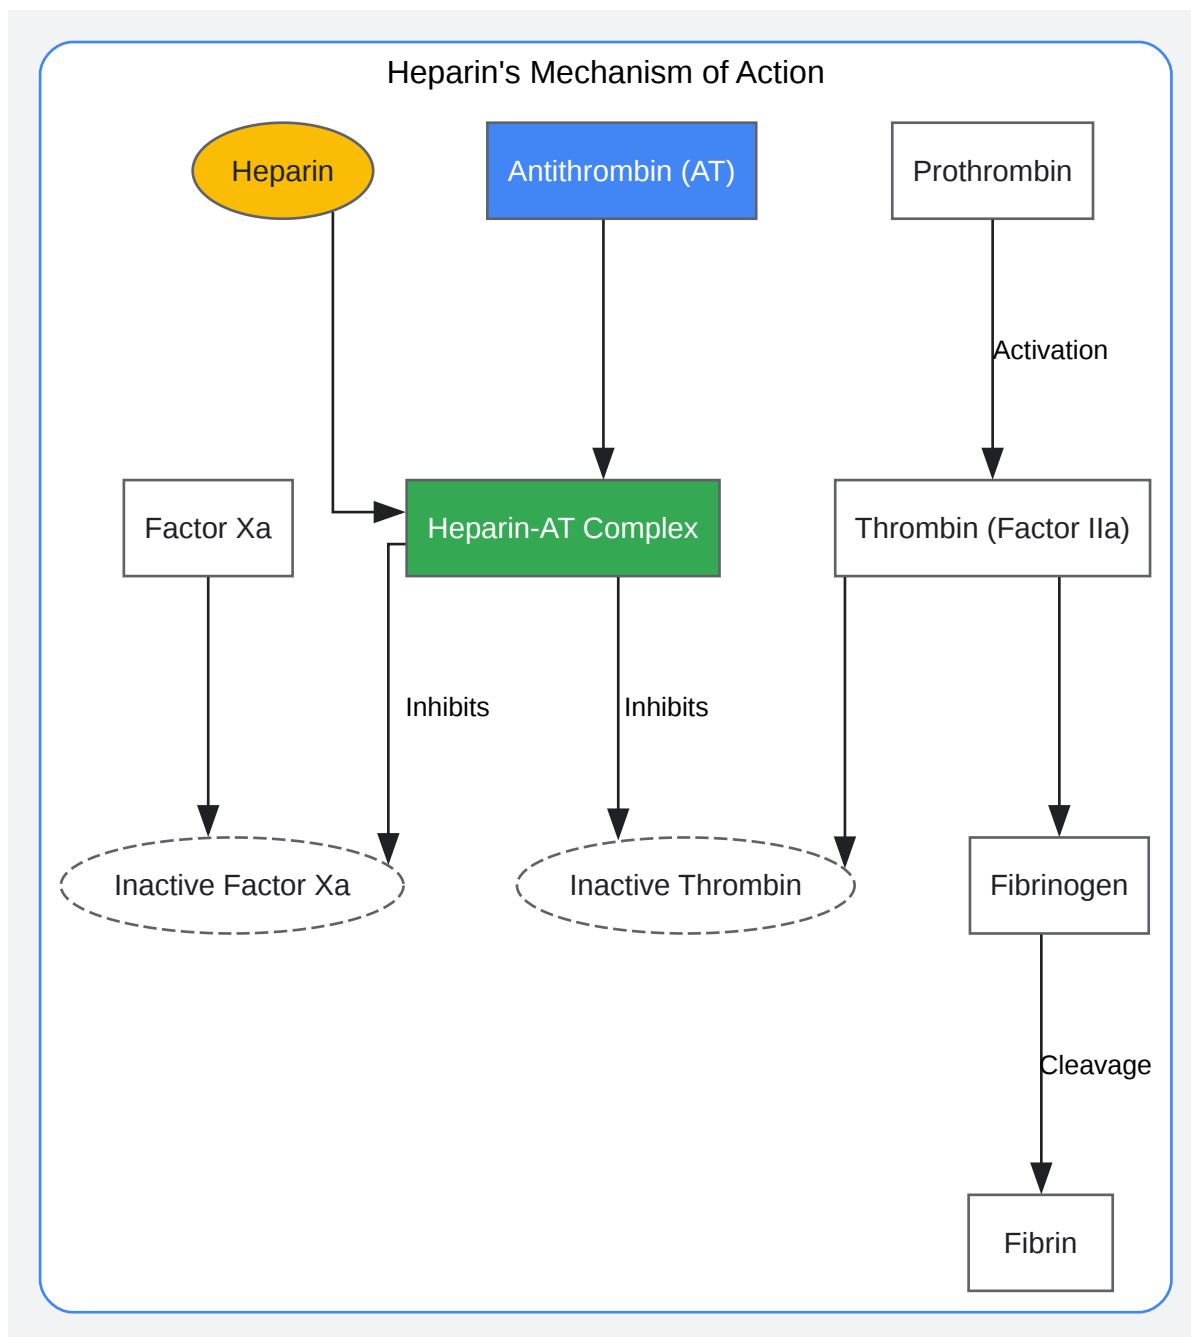 Heparin's Mechanism of Action
Heparin
Antithrombin (AT)
Prothrombin
Activation
Factor Xa
Heparin-AT Complex
Thrombin (Factor IIa)
Inhibits
Inhibits
Inactive Factor Xa
Inactive Thrombin
Fibrinogen
Cleavage
Fibrin